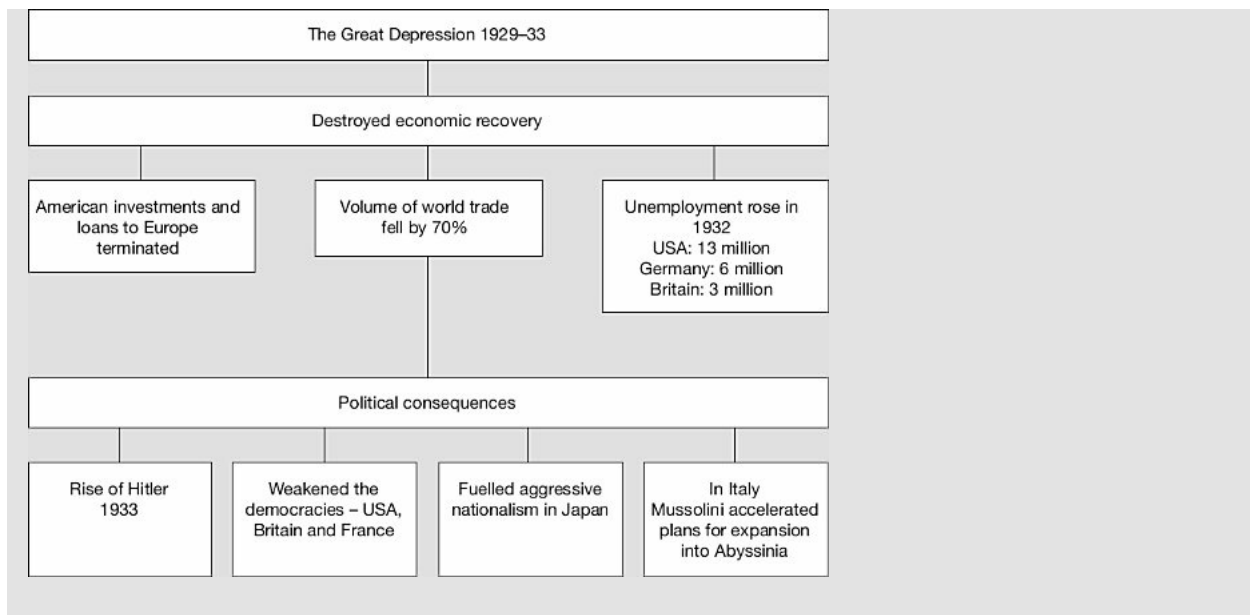 The Great Depression 1929–33
Destroyed economic recovery
American investments and
loans to Europe
terminated
Volume of world trade
fell by 70%
Unemployment rose in
1932
USA: 13 million
Germany: 6 million
Britain: 3 million
Political consequences
Rise of Hitler
1933
Weakened the
democracies – USA,
Britain and France
Fuelled aggressive
nationalism in Japan
In Italy
Mussolini accelerated
plans for expansion
into Abyssinia